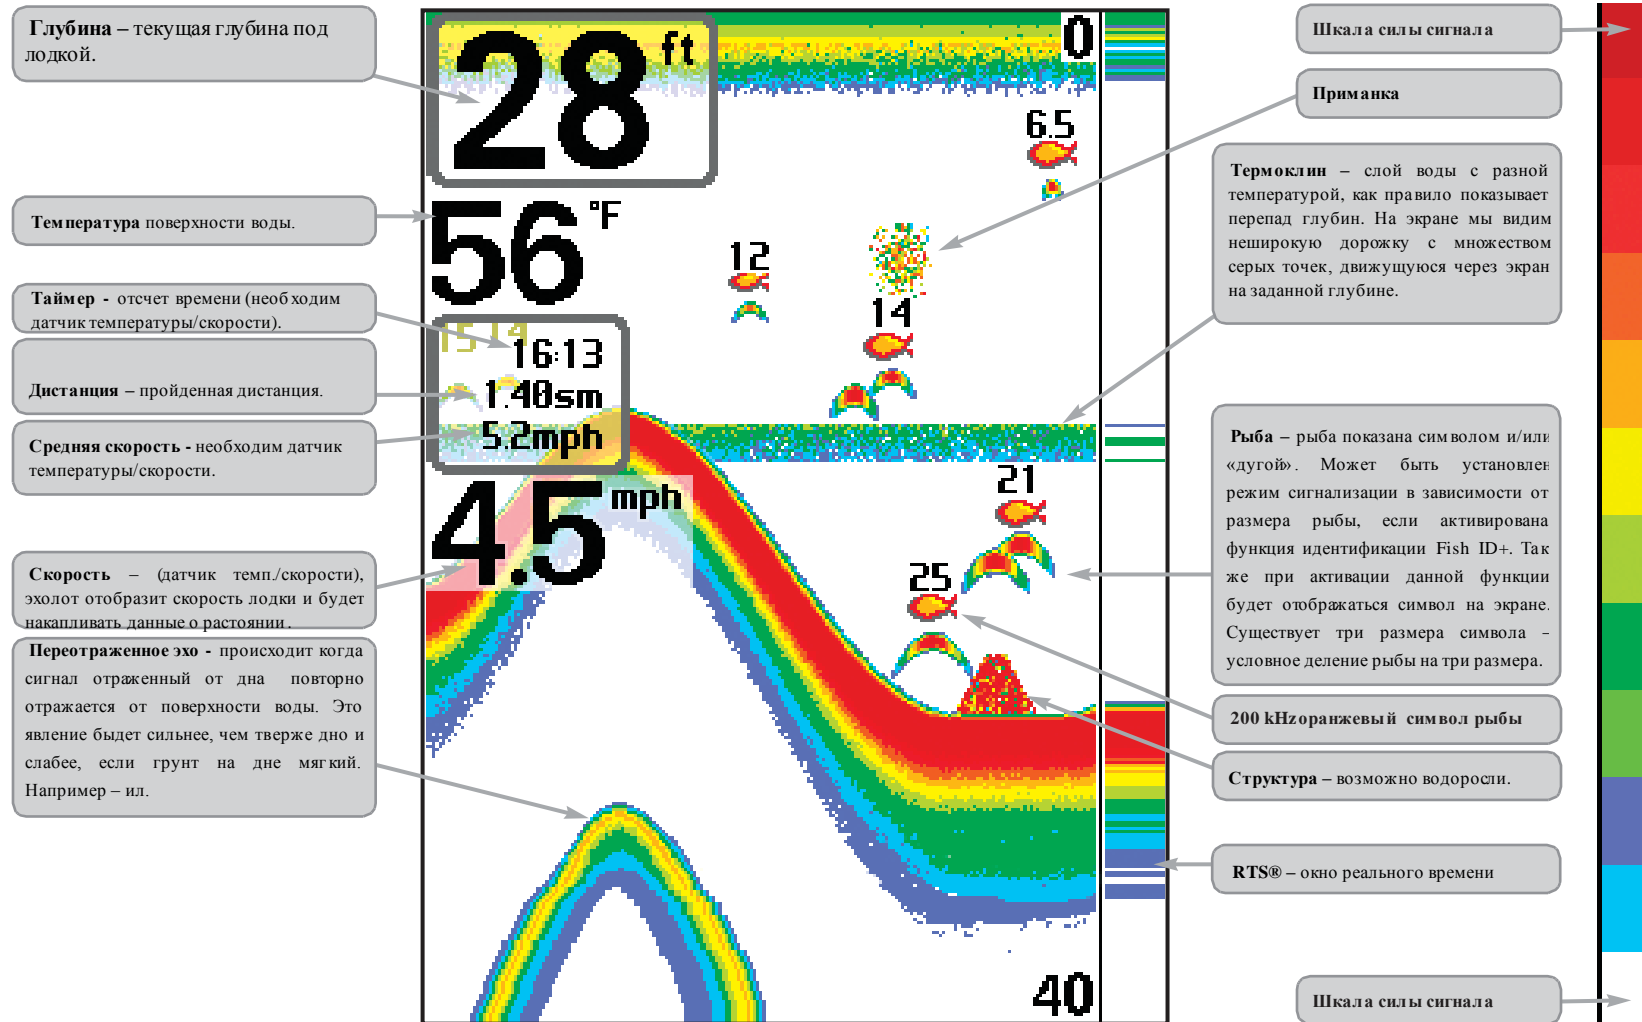 Глубина – текущая глубина под
лодкой.
Температура поверхности воды.
Таймер - отсчет времени (необходим
датчик температуры/скорости).
Дистанция – пройденная дистанция.
Средняя скорость - необходим датчик
температуры/скорости.
Скорость – (датчик темп./скорости),
эхолот отобразит скорость лодки и будет
накапливать данные о растоянии.
Переотраженное эхо - происходит когда
сигнал отраженный от дна повторно
отражается от поверхности воды. Это
явление быдет сильнее, чем тверже дно и
слабее, если грунт на дне мягкий.
Например – ил.
28 ft
56 °F
15 14
16:13
1.40sm
5.2mph
4.5 mph
0
6.5
12
14
21
25
40
Шкала силы сигнала
Приманка
Термоклин – слой воды с разной
температурой, как правило показывает
перепад глубин. На экране мы видим
неширокую дорожку с множеством
серых точек, движущуюся через экран
на заданной глубине.
Рыба – рыба показана символом и/или
«дугой». Может быть установлен
режим сигнализации в зависимости от
размера рыбы, если активирована
функция идентификации Fish ID+. Так
же при активации данной функции
будет отображаться символ на экране.
Существует три размера символа –
условное деление рыбы на три размера.
200 kHzоранжевый символ рыбы
Структура – возможно водоросли.
RTS® – окно реального времени
Шкала силы сигнала